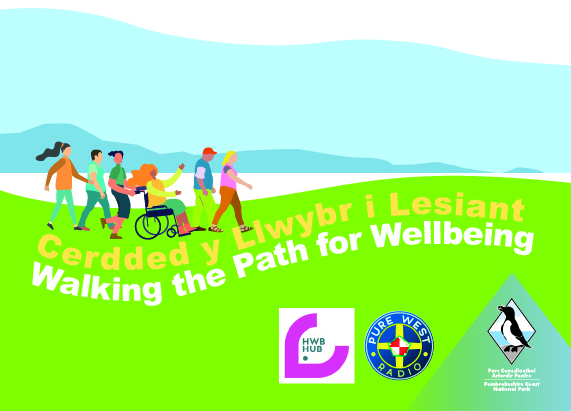 Cerdded y Llwybr i Lesiant
Walking the Path for Wellbeing
HWB
HUB
PURE WEST
RADIO
Parc Cenedlaethol
Arfordir Penfro
Pembrokeshire Coast
National Park